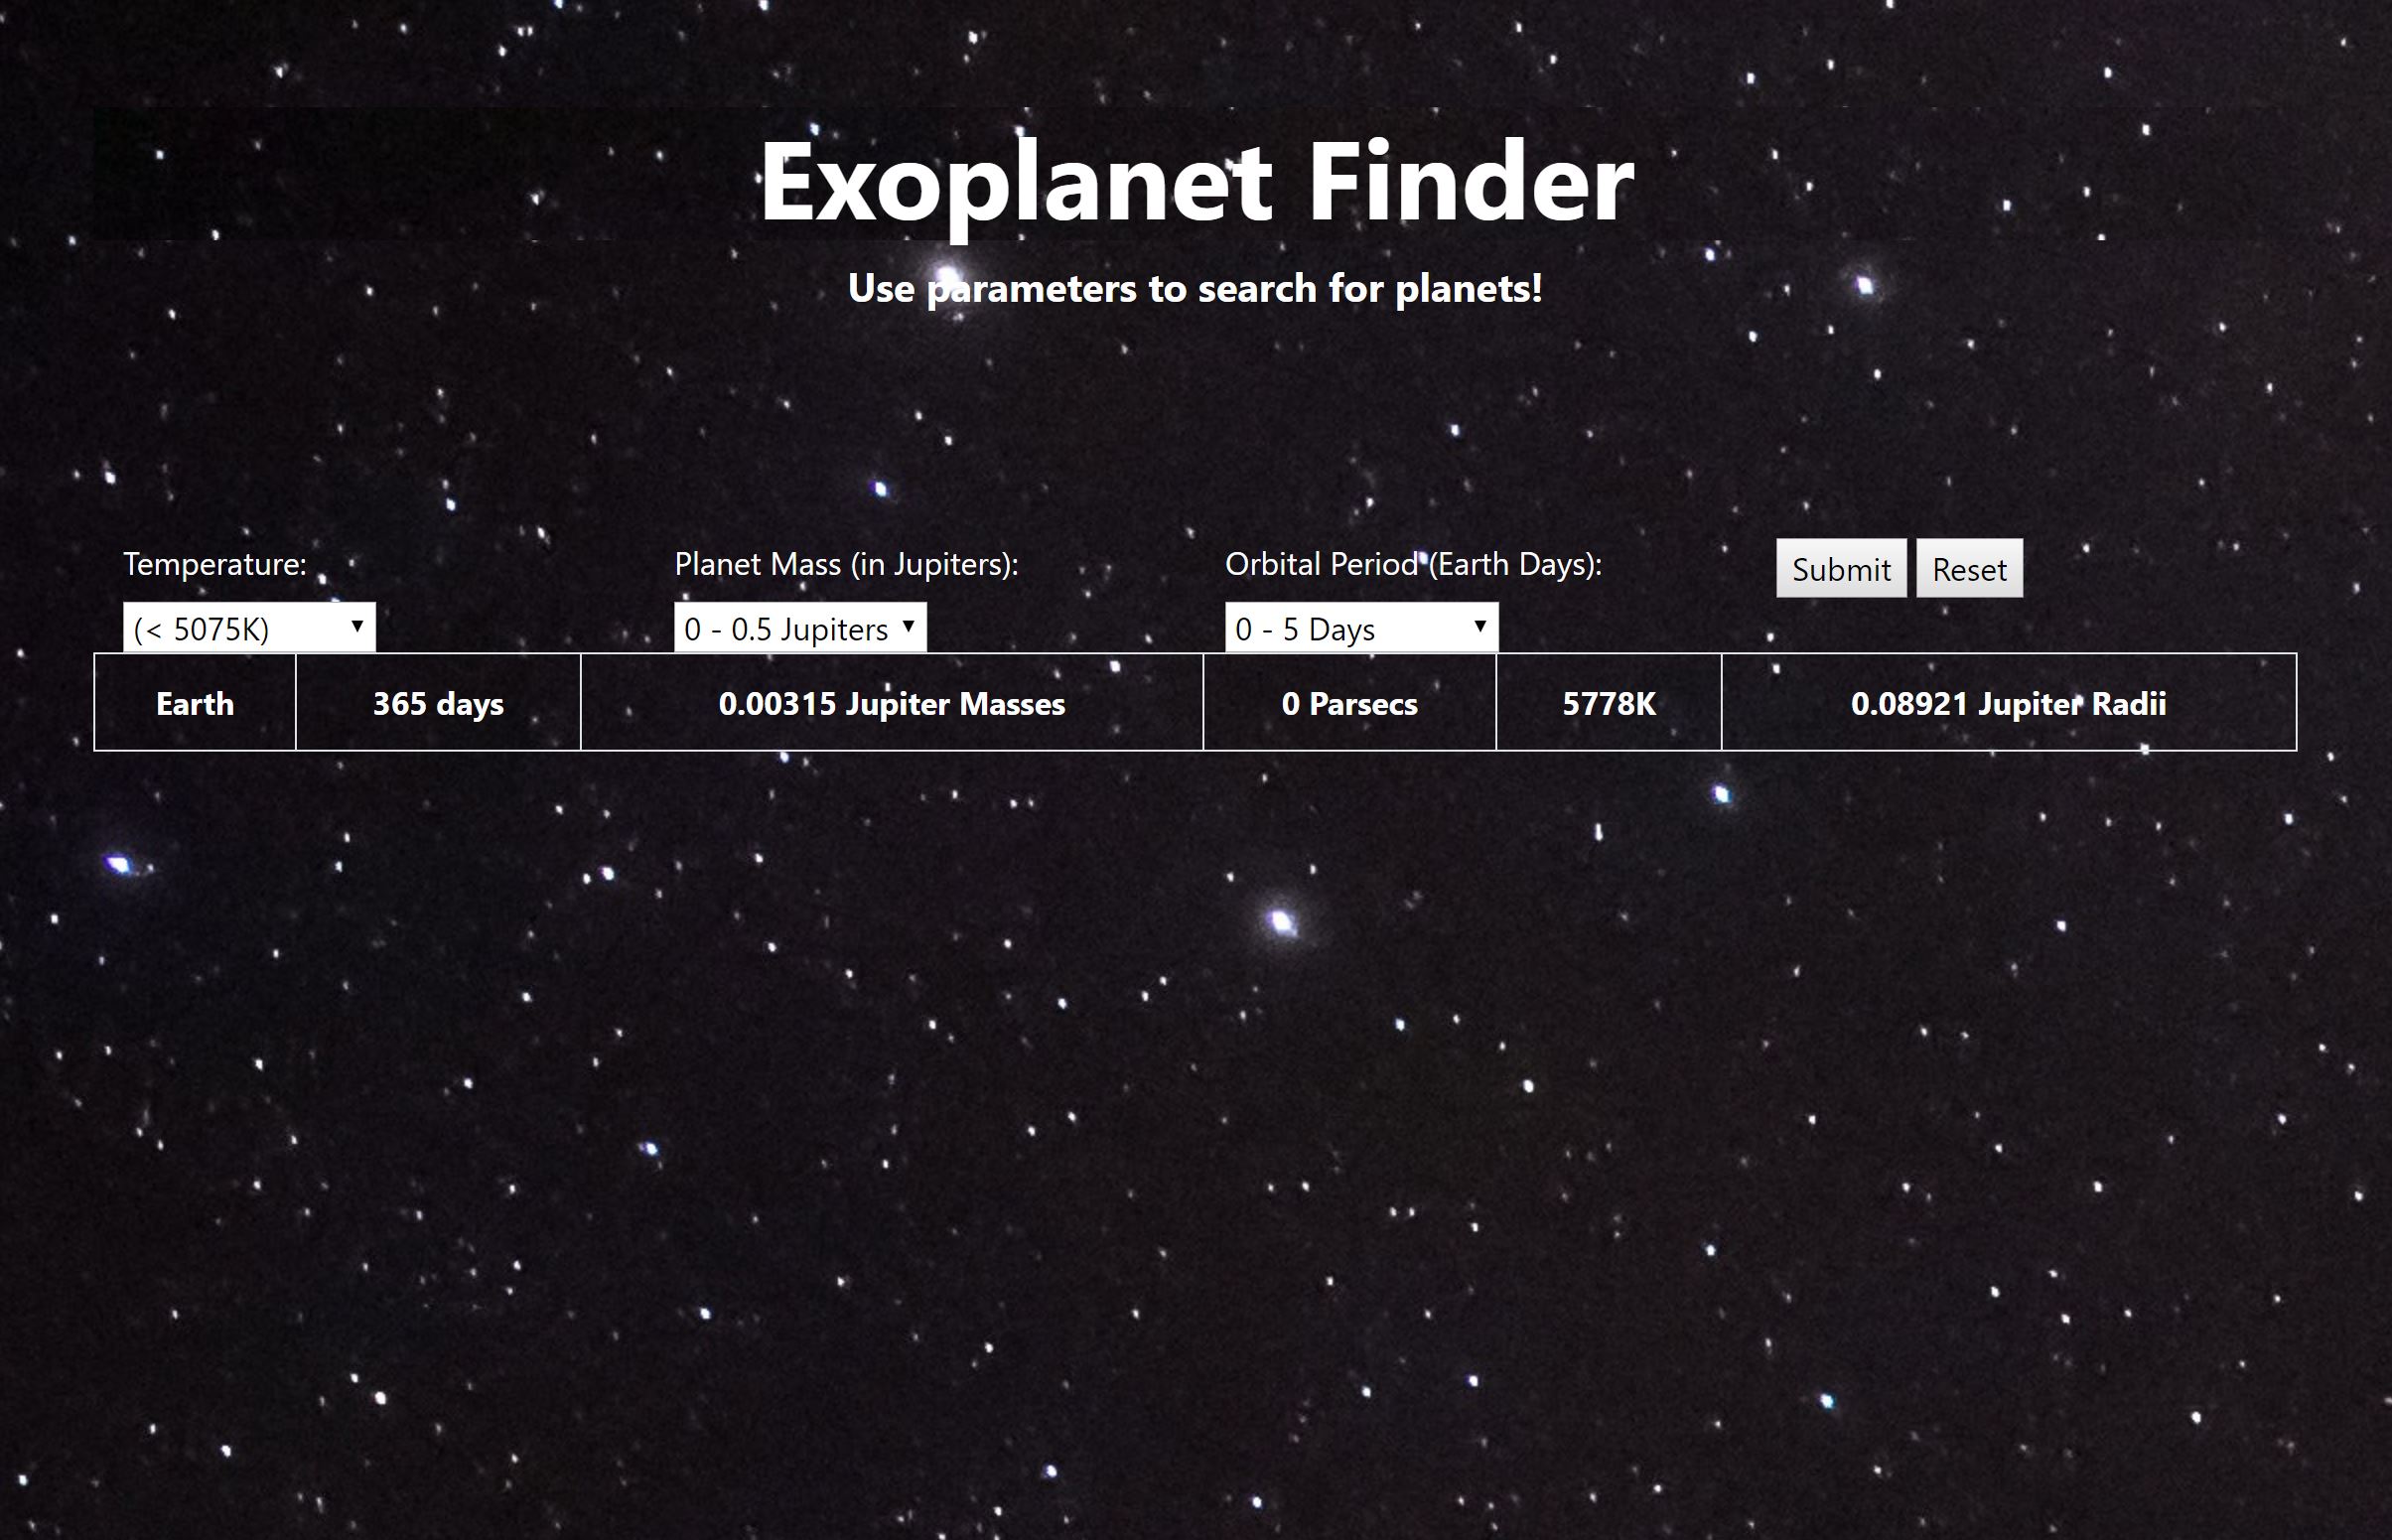 Exoplanet Finder
Use parameters to search for planets!
Temperature: Planet Mass (in Jupiters): Orbital Period (Earth Days): Submit Reset
(< 5075K) 0 - 0.5 Jupiters 0 - 5 Days
Earth 365 days 0.00315 Jupiter Masses 0 Parsecs 5778K 0.08921 Jupiter Radii